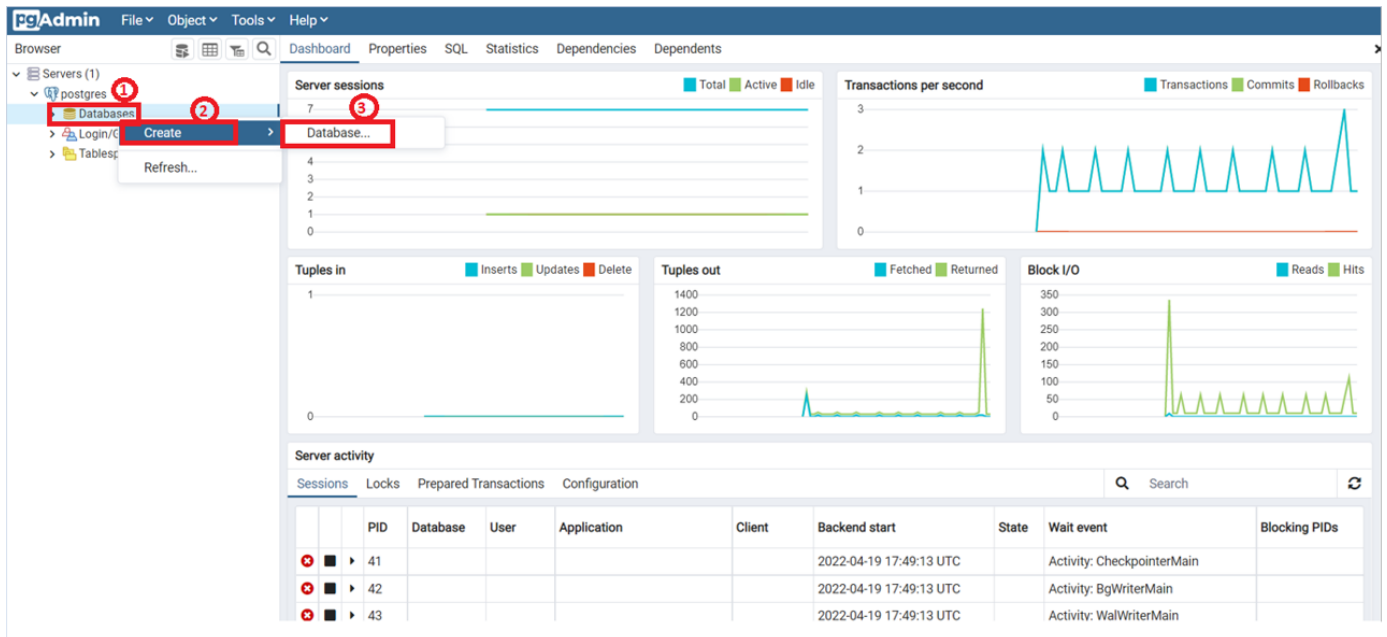 pgAdmin File Object Tools Help
Browser
Dashboard Properties SQL Statistics Dependencies Dependents
Servers (1)
postgres
1
Databases
2
Login/G
Create
Tablesp
Refresh...
3
Database...
Server sessions
Total Active Idle
7
4
3
2
1
0
Transactions per second
Transactions Commits Rollbacks
3
2
1
0
Tuples in
Inserts Updates Delete
1
0
Tuples out
Fetched Returned
1400
1200
1000
800
600
400
200
0
Block I/O
Reads Hits
350
300
250
200
150
100
50
0
Server activity
Sessions Locks Prepared Transactions Configuration
Search
PID Database User Application Client Backend start State Wait event Blocking PIDs
41 2022-04-19 17:49:13 UTC Activity: CheckpointerMain
42 2022-04-19 17:49:13 UTC Activity: BgWriterMain
43 2022-04-19 17:49:13 UTC Activity: WalWriterMain